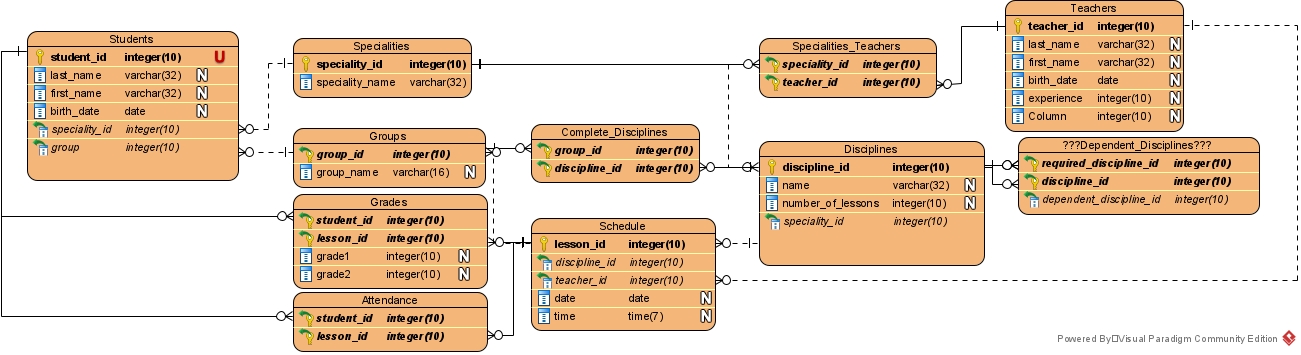 Students
student_id integer(10) U
last_name varchar(32) N
first_name varchar(32) N
birth_date date N
speciality_id integer(10)
group integer(10)
Specialities
speciality_id integer(10)
speciality_name varchar(32)
Groups
group_id integer(10)
group_name varchar(16) N
Grades
student_id integer(10)
lesson_id integer(10)
grade1 integer(10) N
grade2 integer(10) N
Attendance
student_id integer(10)
lesson_id integer(10)
Complete_Disciplines
group_id integer(10)
discipline_id integer(10)
Schedule
lesson_id integer(10)
discipline_id integer(10)
teacher_id integer(10)
date date N
time time(7) N
Specialities_Teachers
speciality_id integer(10)
teacher_id integer(10)
Disciplines
discipline_id integer(10)
name varchar(32) N
number_of_lessons integer(10) N
speciality_id integer(10)
Teachers
teacher_id integer(10)
last_name varchar(32) N
first_name varchar(32) N
birth_date date N
experience integer(10) N
Column integer(10) N
???Dependent_Disciplines???
required_discipline_id integer(10)
discipline_id integer(10)
dependent_discipline_id integer(10)
Powered By□Visual Paradigm Community Edition